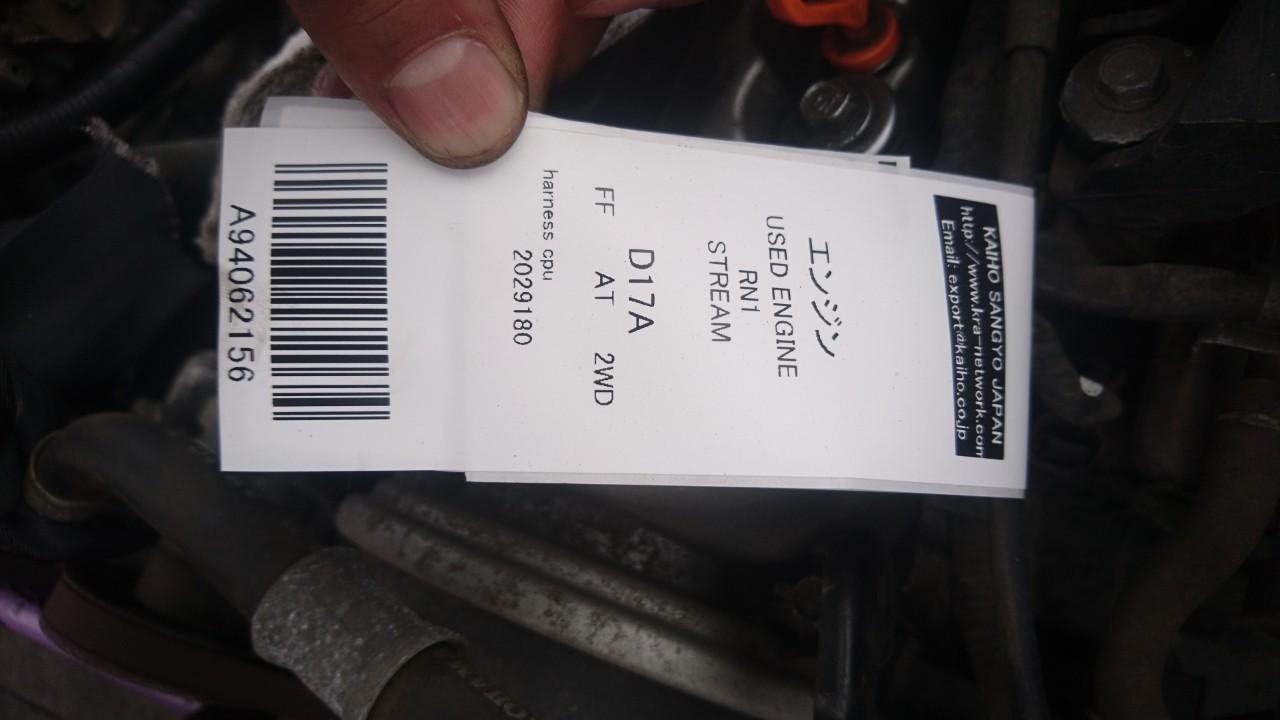 KAIHO SANGYO JAPAN
http://www.kra-network.com
Email: export@kaiho.co.jp
エンジン
USED ENGINE
RN1
STREAM
D17A
FF AT 2WD
harness cpu
2029180
A94062156